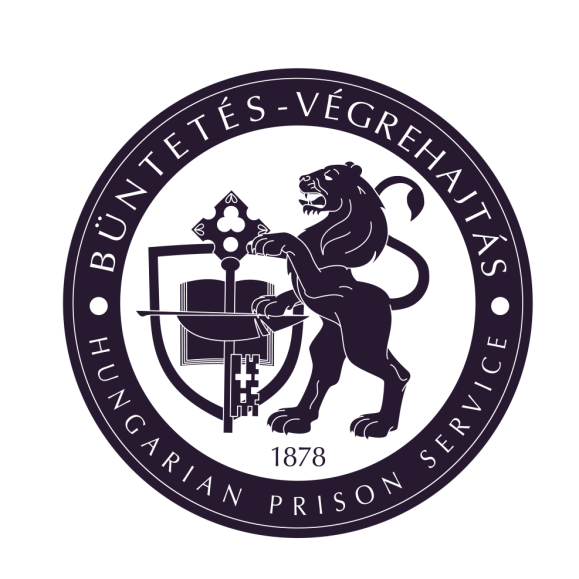 BÜNTETÉS-VÉGREHAJTÁS
1878
HUNGARIAN PRISON SERVICE